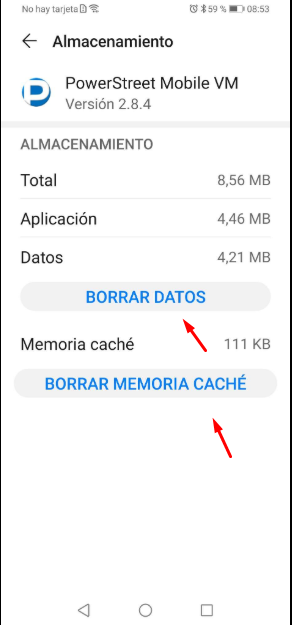 No hay tarjeta 59 % 08:53
Almacenamiento
PowerStreet Mobile VM
Versión 2.8.4
ALMACENAMIENTO
Total 8,56 MB
Aplicación 4,46 MB
Datos 4,21 MB
BORRAR DATOS
Memoria caché 111 KB
BORRAR MEMORIA CACHÉ